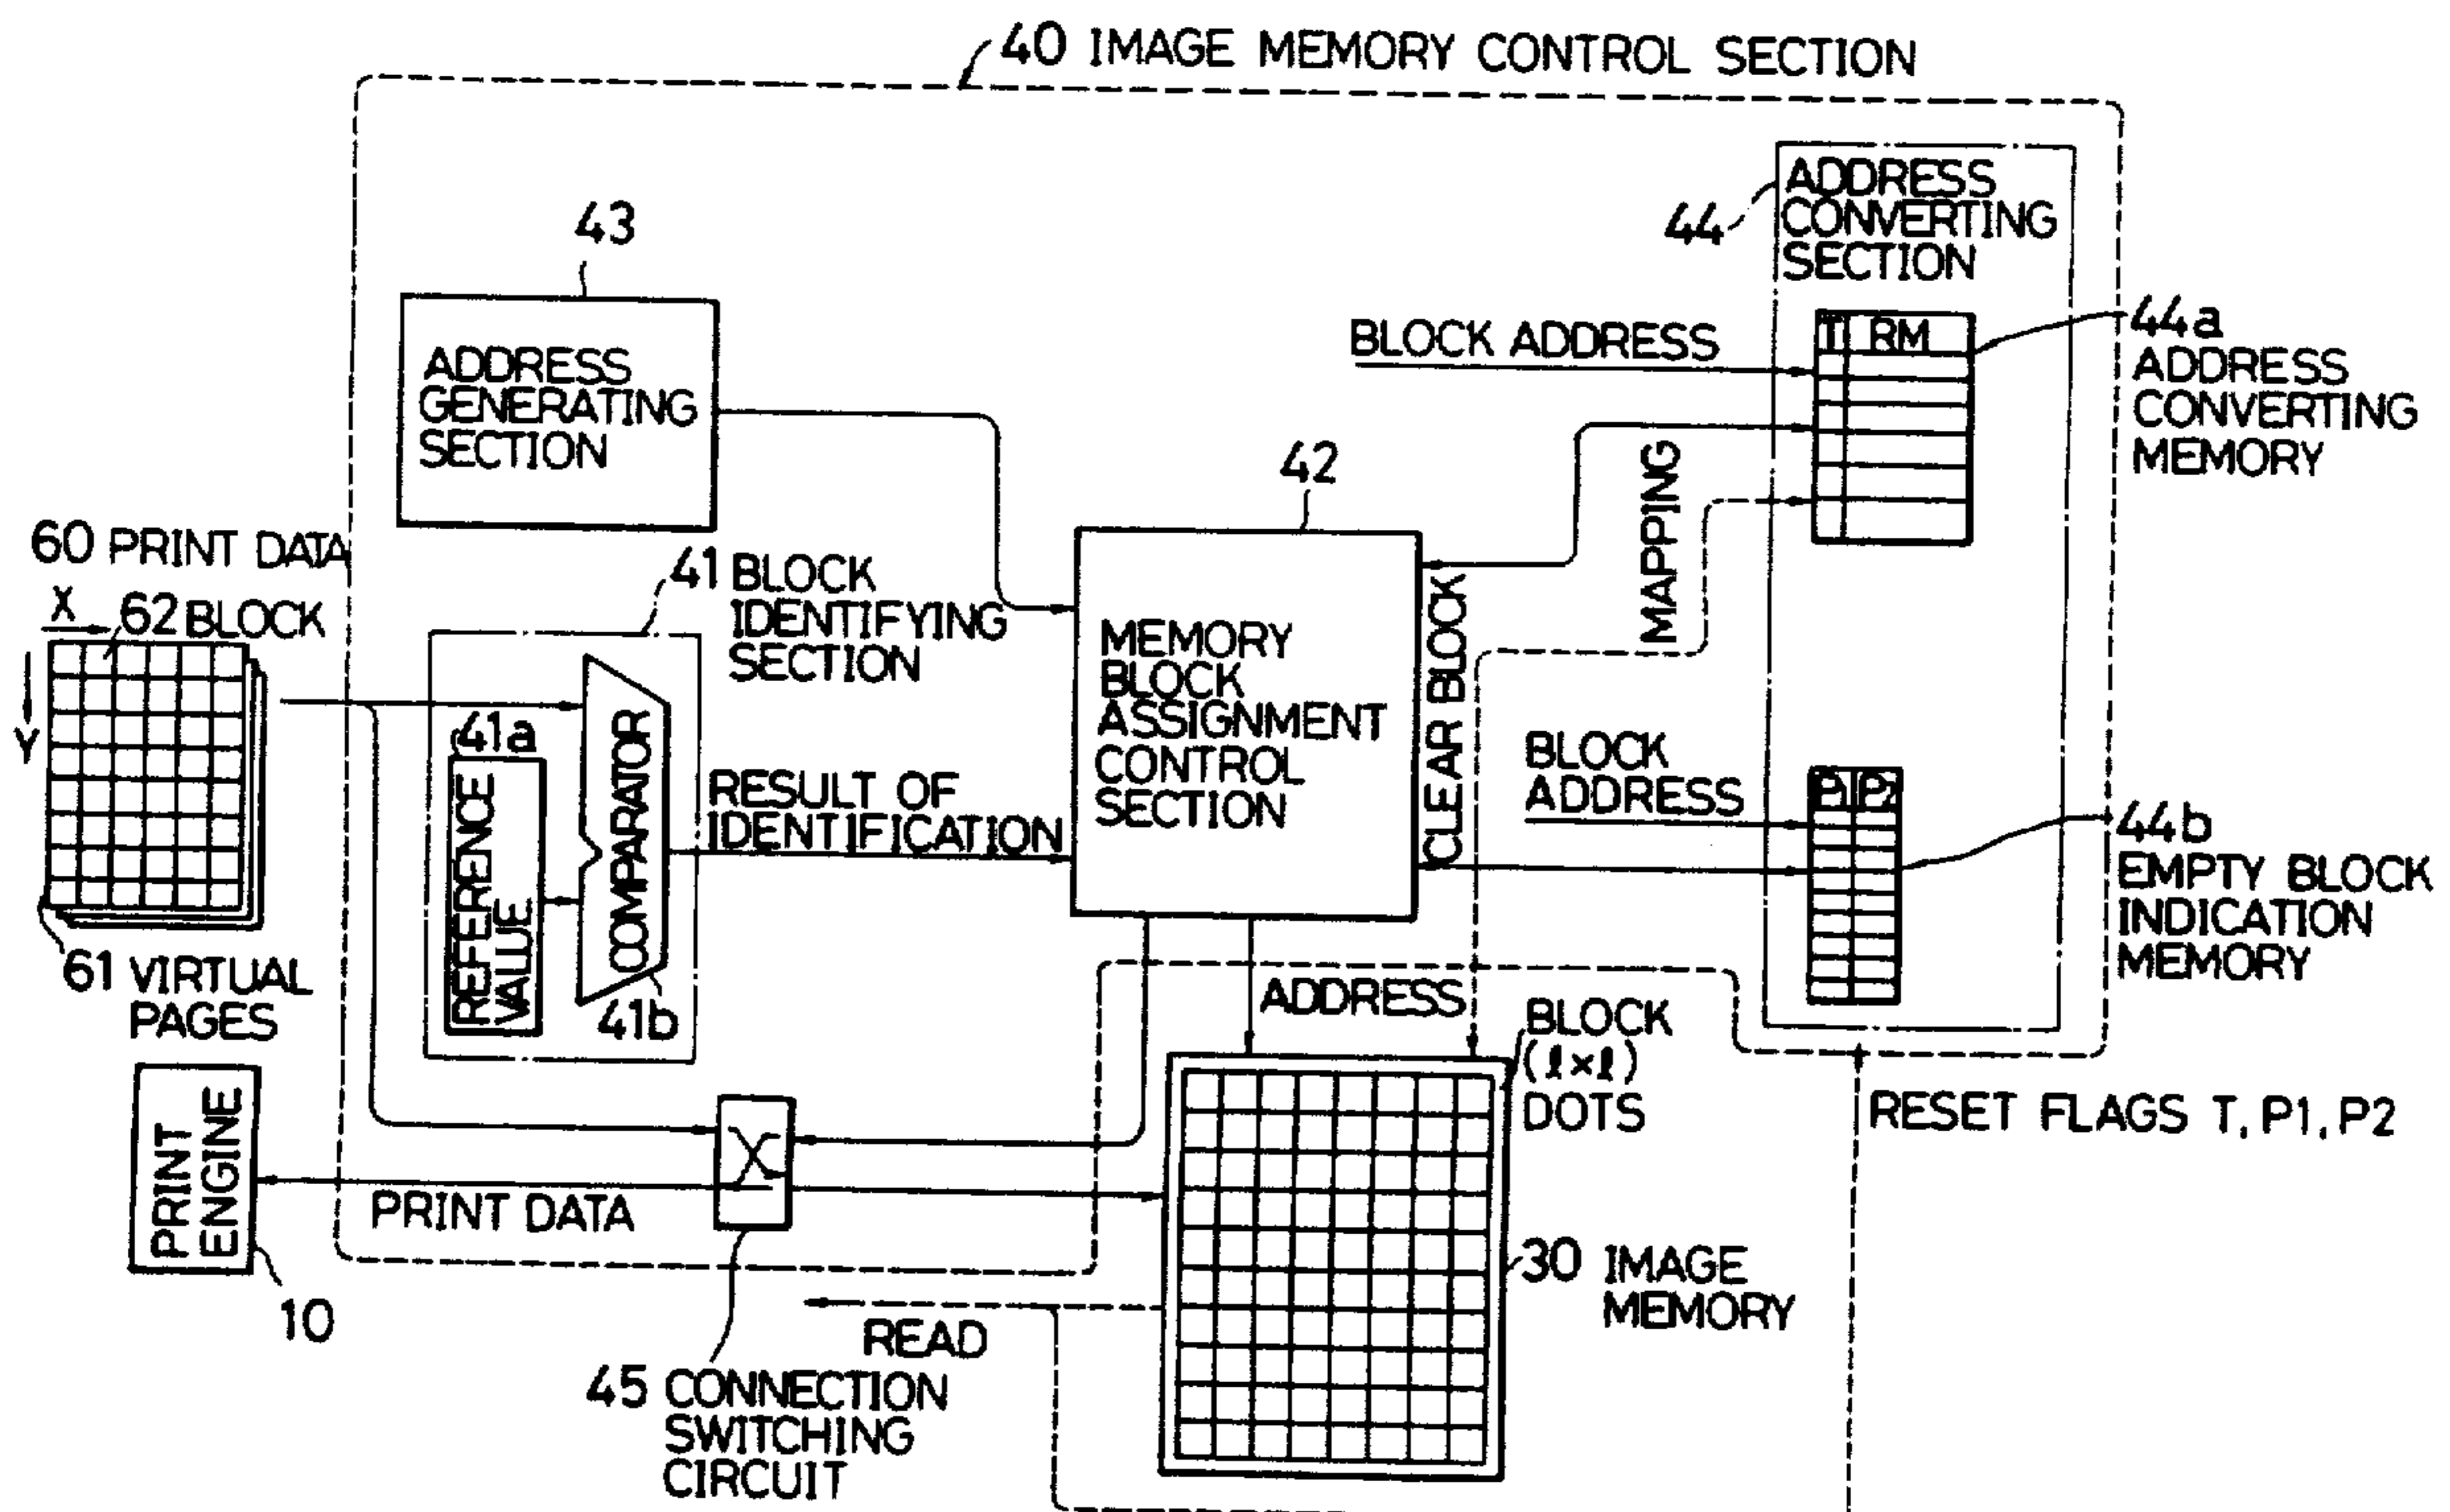 40 IMAGE MEMORY CONTROL SECTION
43
ADDRESS
GENERATING
SECTION
44
ADDRESS
CONVERTING
SECTION
BLOCK ADDRESS
T RM
44a
ADDRESS
CONVERTING
MEMORY
MAPPING
42
MEMORY
BLOCK
ASSIGNMENT
CONTROL
SECTION
CLEAR BLOCK
60 PRINT DATA
X
62 BLOCK
Y
61 VIRTUAL
PAGES
41 BLOCK
IDENTIFYING
SECTION
41a
REFERENCE
VALUE
COMPARATOR
41b
RESULT OF
IDENTIFICATION
BLOCK
ADDRESS
P1 P2
44b
EMPTY BLOCK
INDICATION
MEMORY
ADDRESS
BLOCK
(ℓ×ℓ)
DOTS
RESET FLAGS T, P1, P2
PRINT
ENGINE
10
PRINT DATA
30 IMAGE
MEMORY
READ
45 CONNECTION
SWITCHING
CIRCUIT